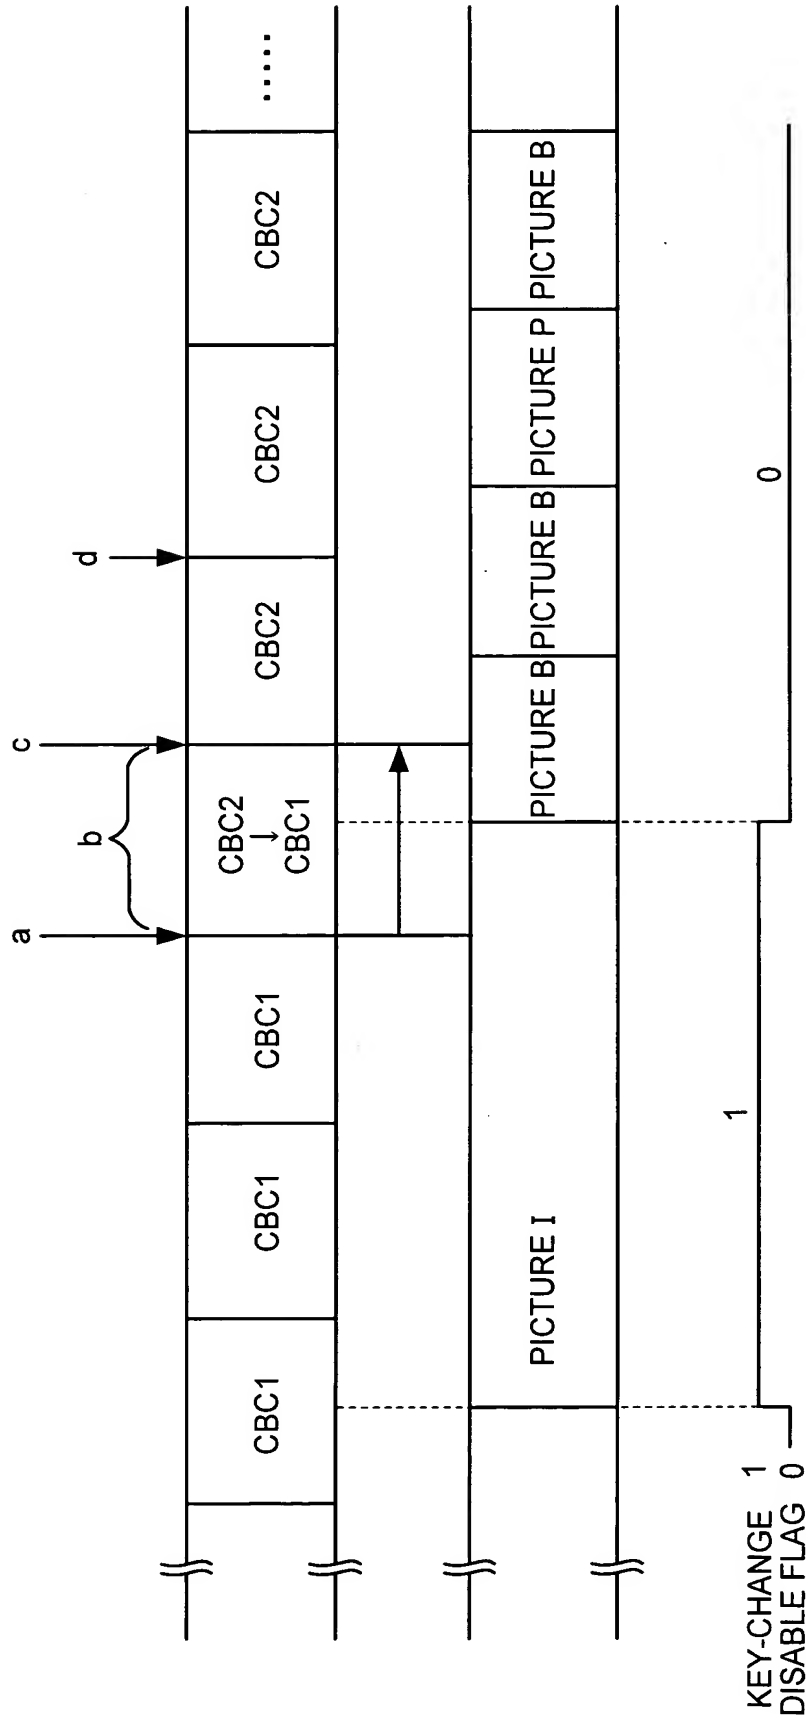 a
b
c
d
CBC1
CBC1
CBC1
CBC2
↓
CBC1
CBC2
CBC2
CBC2
.....
PICTURE I
PICTURE B
PICTURE B
PICTURE P
PICTURE B
KEY-CHANGE 1
DISABLE FLAG 0
1
0